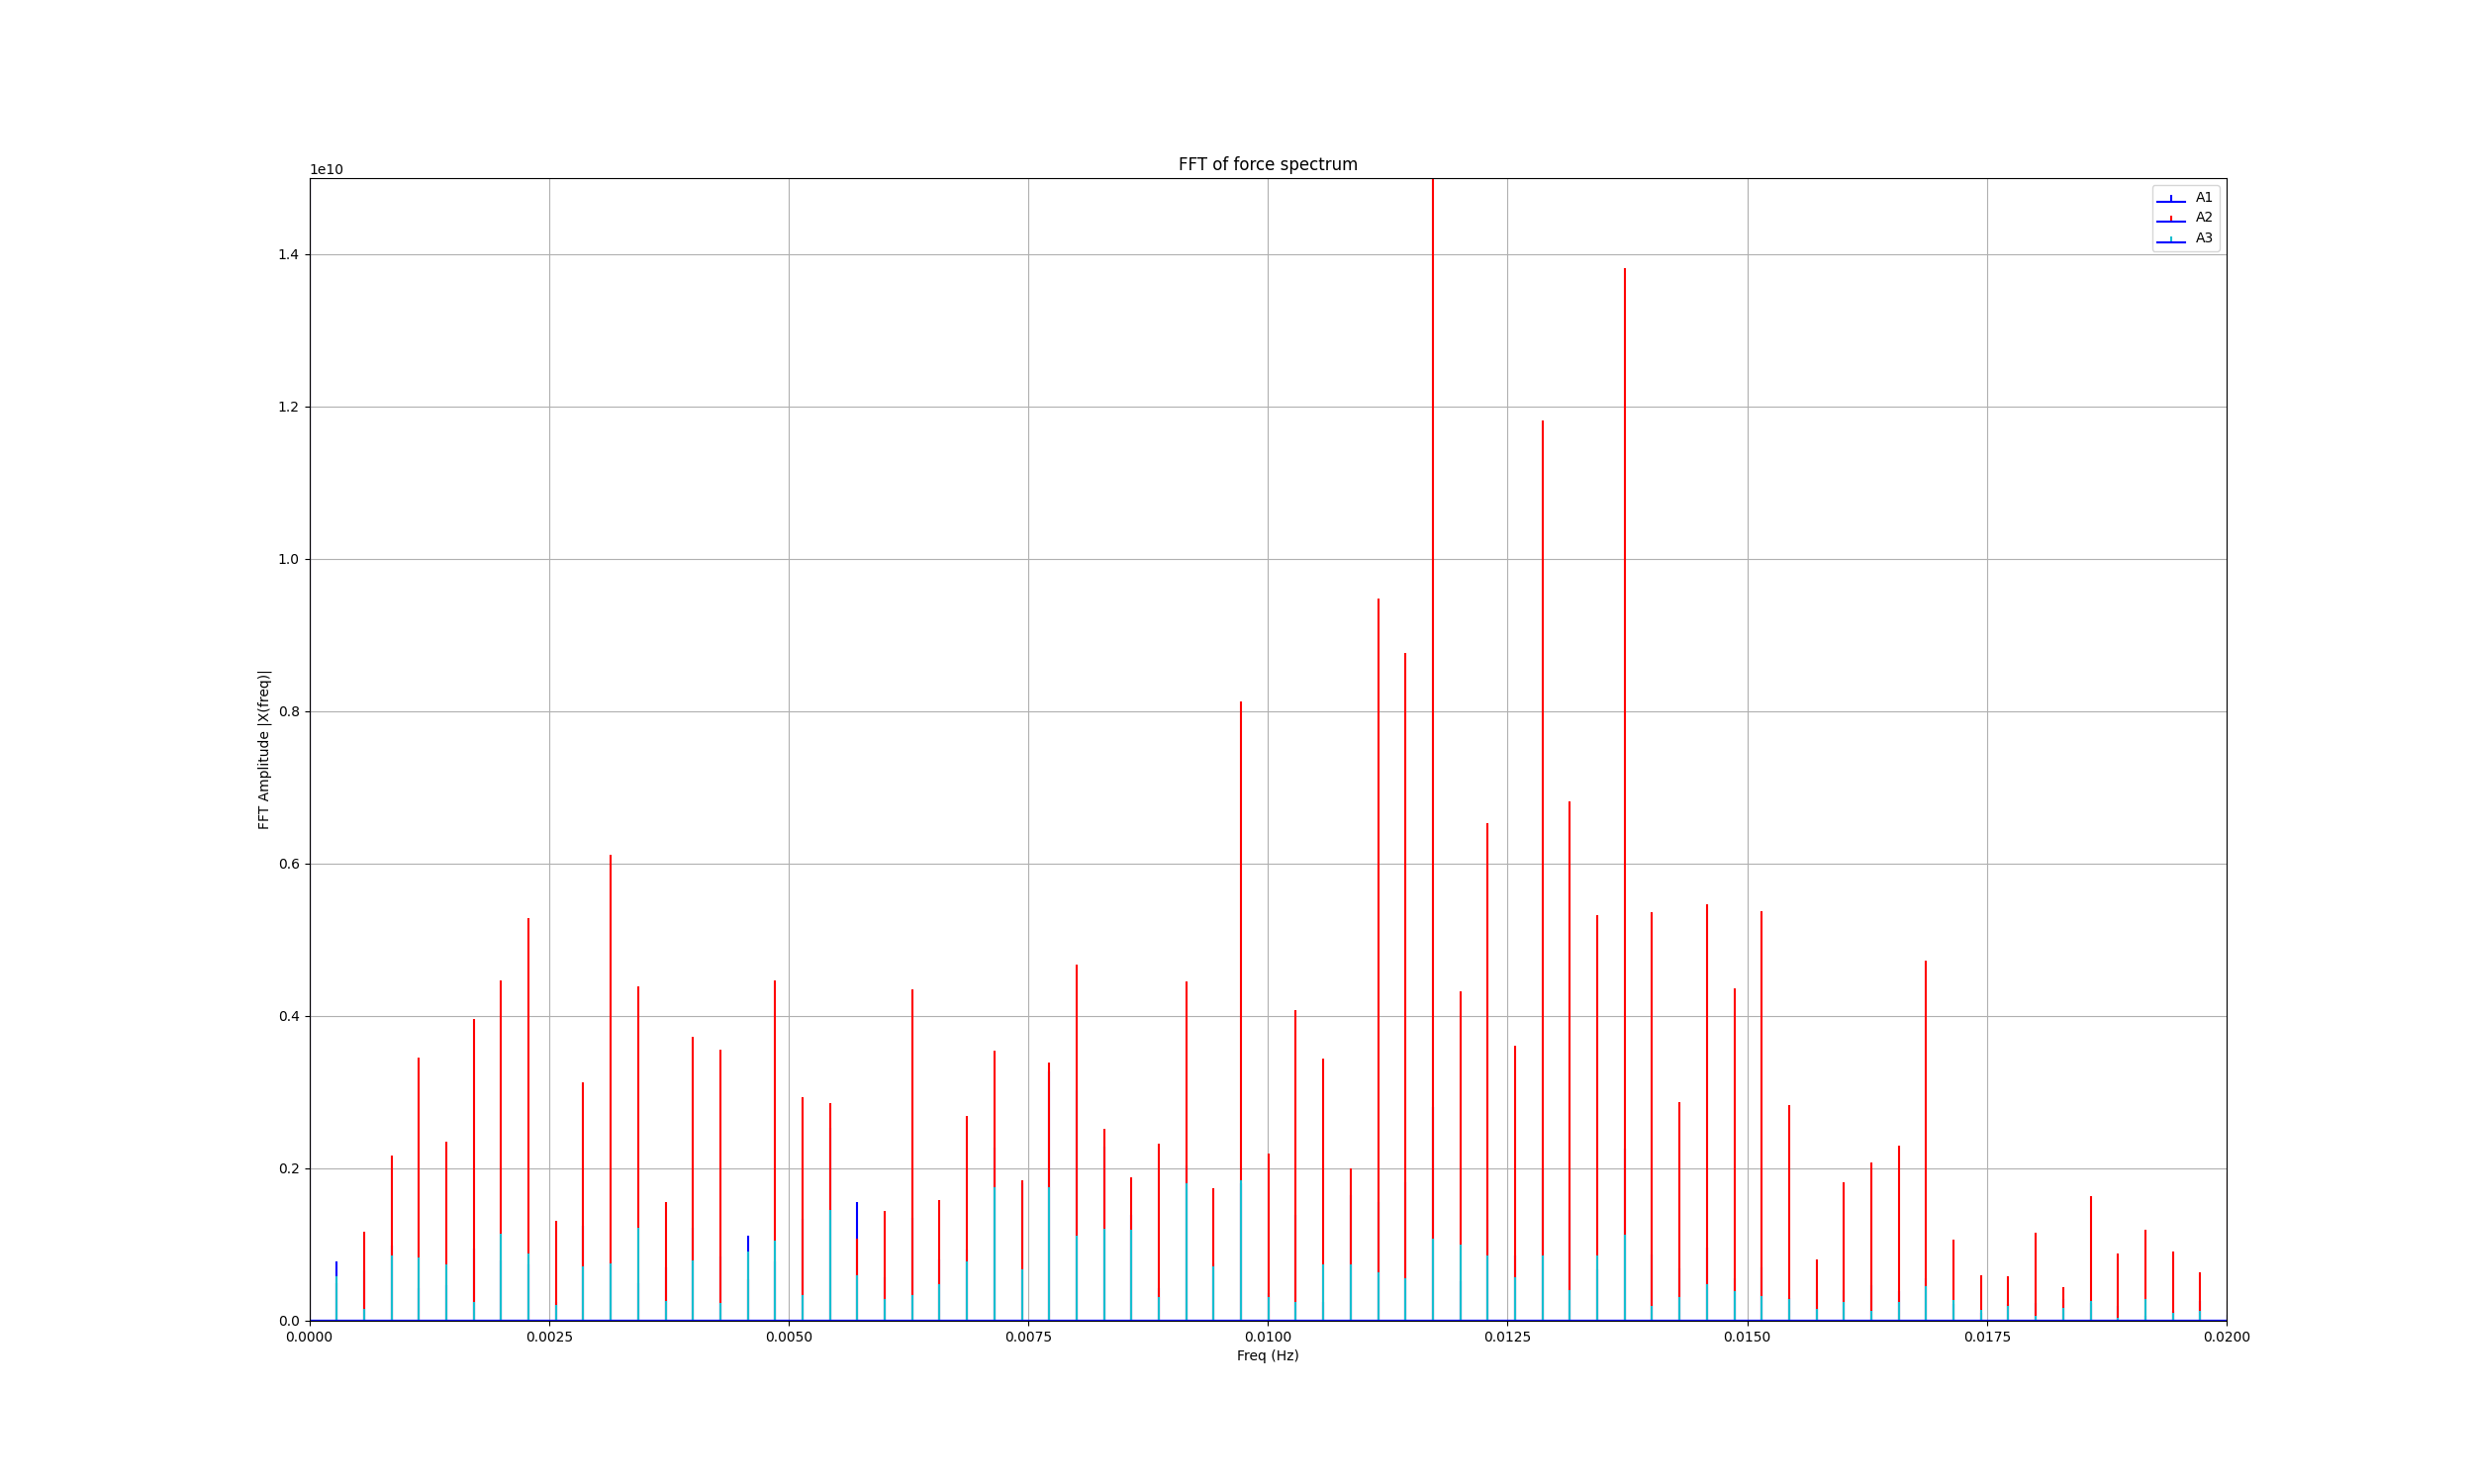 FFT of force spectrum
1e10
A1
A2
A3
1.4
1.2
1.0
0.8
0.6
0.4
0.2
0.0
FFT Amplitude |X(freq)|
0.0000 0.0025 0.0050 0.0075 0.0100 0.0125 0.0150 0.0175 0.0200
Freq (Hz)